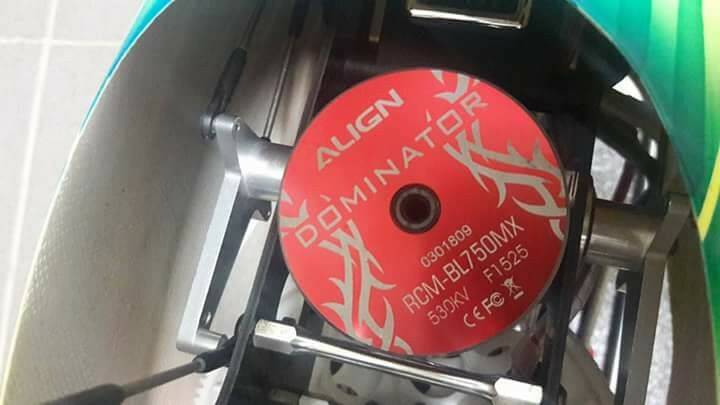 ALIGN
DOMINATOR
0301809
RCM-BL750MX
530KV F1525
CE FC